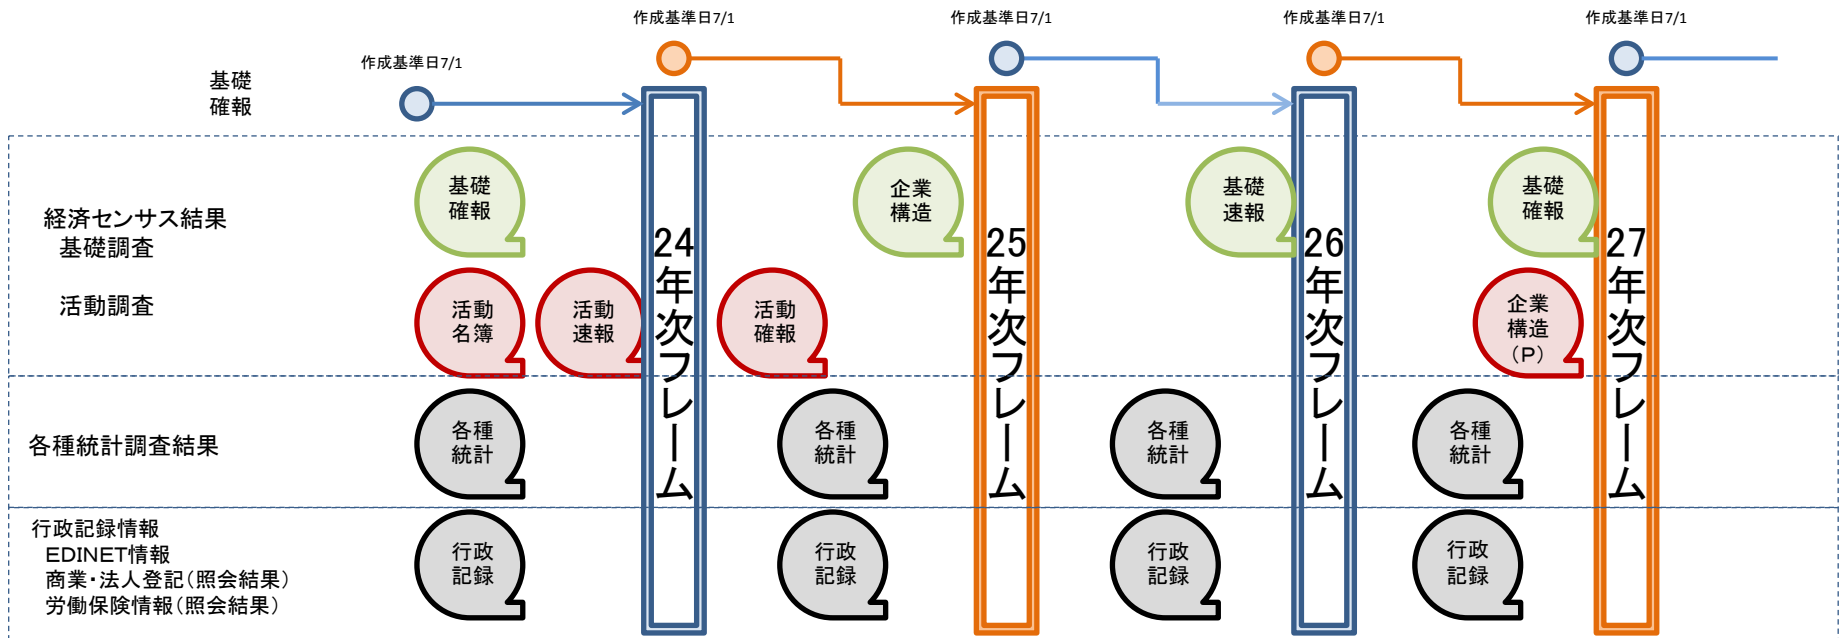 作成基準日7/1
作成基準日7/1
作成基準日7/1
作成基準日7/1
作成基準日7/1
基礎
確報
経済センサス結果
基礎調査
活動調査
基礎
確報
企業
構造
基礎
速報
基礎
確報
活動
名簿
活動
速報
活動
確報
企業
構造
(P)
24年次フレーム
25年次フレーム
26年次フレーム
27年次フレーム
各種統計調査結果
各種
統計
各種
統計
各種
統計
各種
統計
行政記録情報
EDINET情報
商業・法人登記(照会結果)
労働保険情報(照会結果)
行政
記録
行政
記録
行政
記録
行政
記録